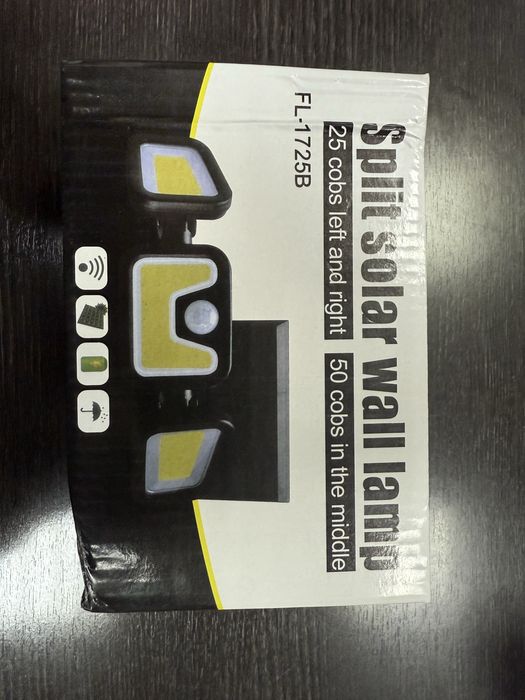 Split solar wall lamp
25 cobs left and right 50 cobs in the middle
FL-1725B